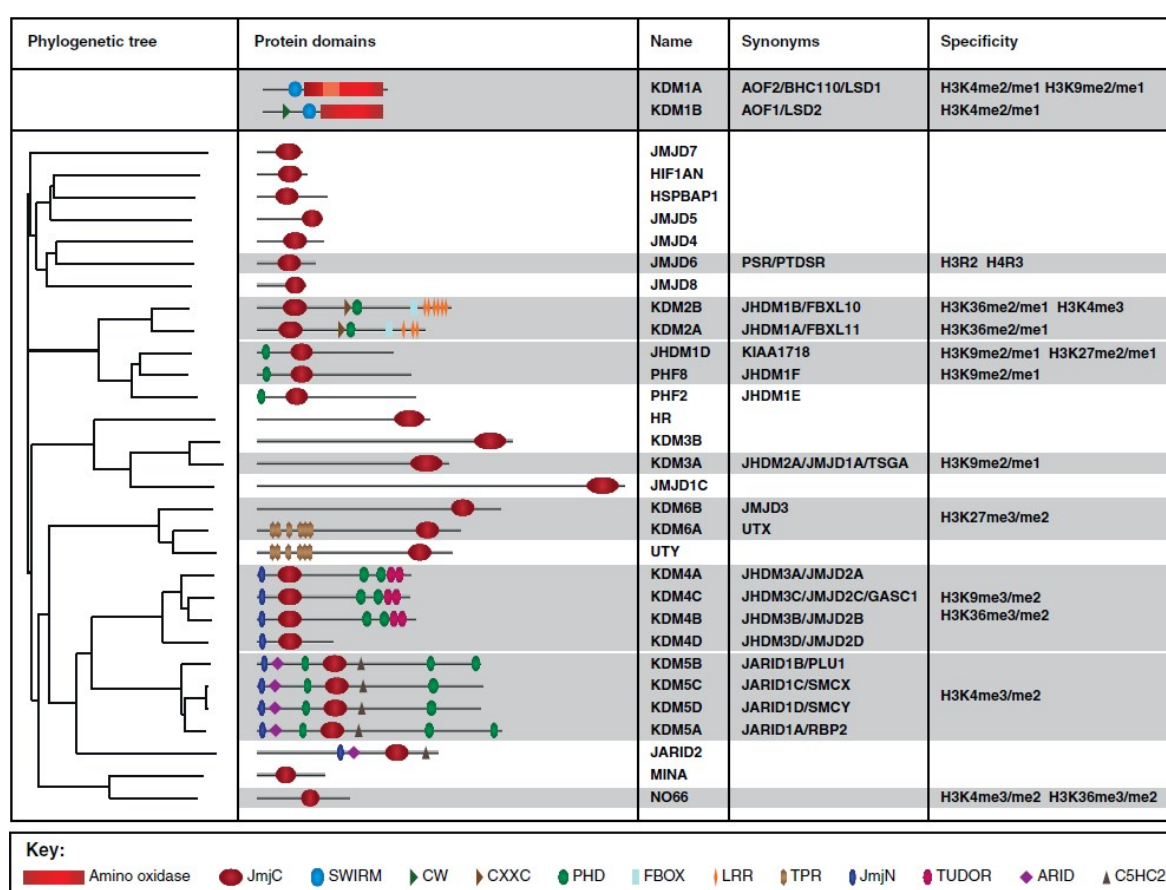 Phylogenetic tree Protein domains Name Synonyms Specificity
KDM1A AOF2/BHC110/LSD1 H3K4me2/me1 H3K9me2/me1
KDM1B AOF1/LSD2 H3K4me2/me1
JMJD7
HIF1AN
HSPBAP1
JMJD5
JMJD4
JMJD6 PSR/PTDSR H3R2 H4R3
JMJD8
KDM2B JHDM1B/FBXL10 H3K36me2/me1 H3K4me3
KDM2A JHDM1A/FBXL11 H3K36me2/me1
JHDM1D KIAA1718 H3K9me2/me1 H3K27me2/me1
PHF8 JHDM1F H3K9me2/me1
PHF2 JHDM1E
HR
KDM3B
KDM3A JHDM2A/JMJD1A/TSGA H3K9me2/me1
JMJD1C
KDM6B JMJD3
H3K27me3/me2
KDM6A UTX
UTY
KDM4A JHDM3A/JMJD2A
KDM4C JHDM3C/JMJD2C/GASC1 H3K9me3/me2
KDM4B JHDM3B/JMJD2B H3K36me3/me2
KDM4D JHDM3D/JMJD2D
KDM5B JARID1B/PLU1
KDM5C JARID1C/SMCX
H3K4me3/me2
KDM5D JARID1D/SMCY
KDM5A JARID1A/RBP2
JARID2
MINA
NO66 H3K4me3/me2 H3K36me3/me2
Key:
Amino oxidase JmjC SWIRM CW CXXC PHD FBOX LRR TPR JmjN TUDOR ARID C5HC2